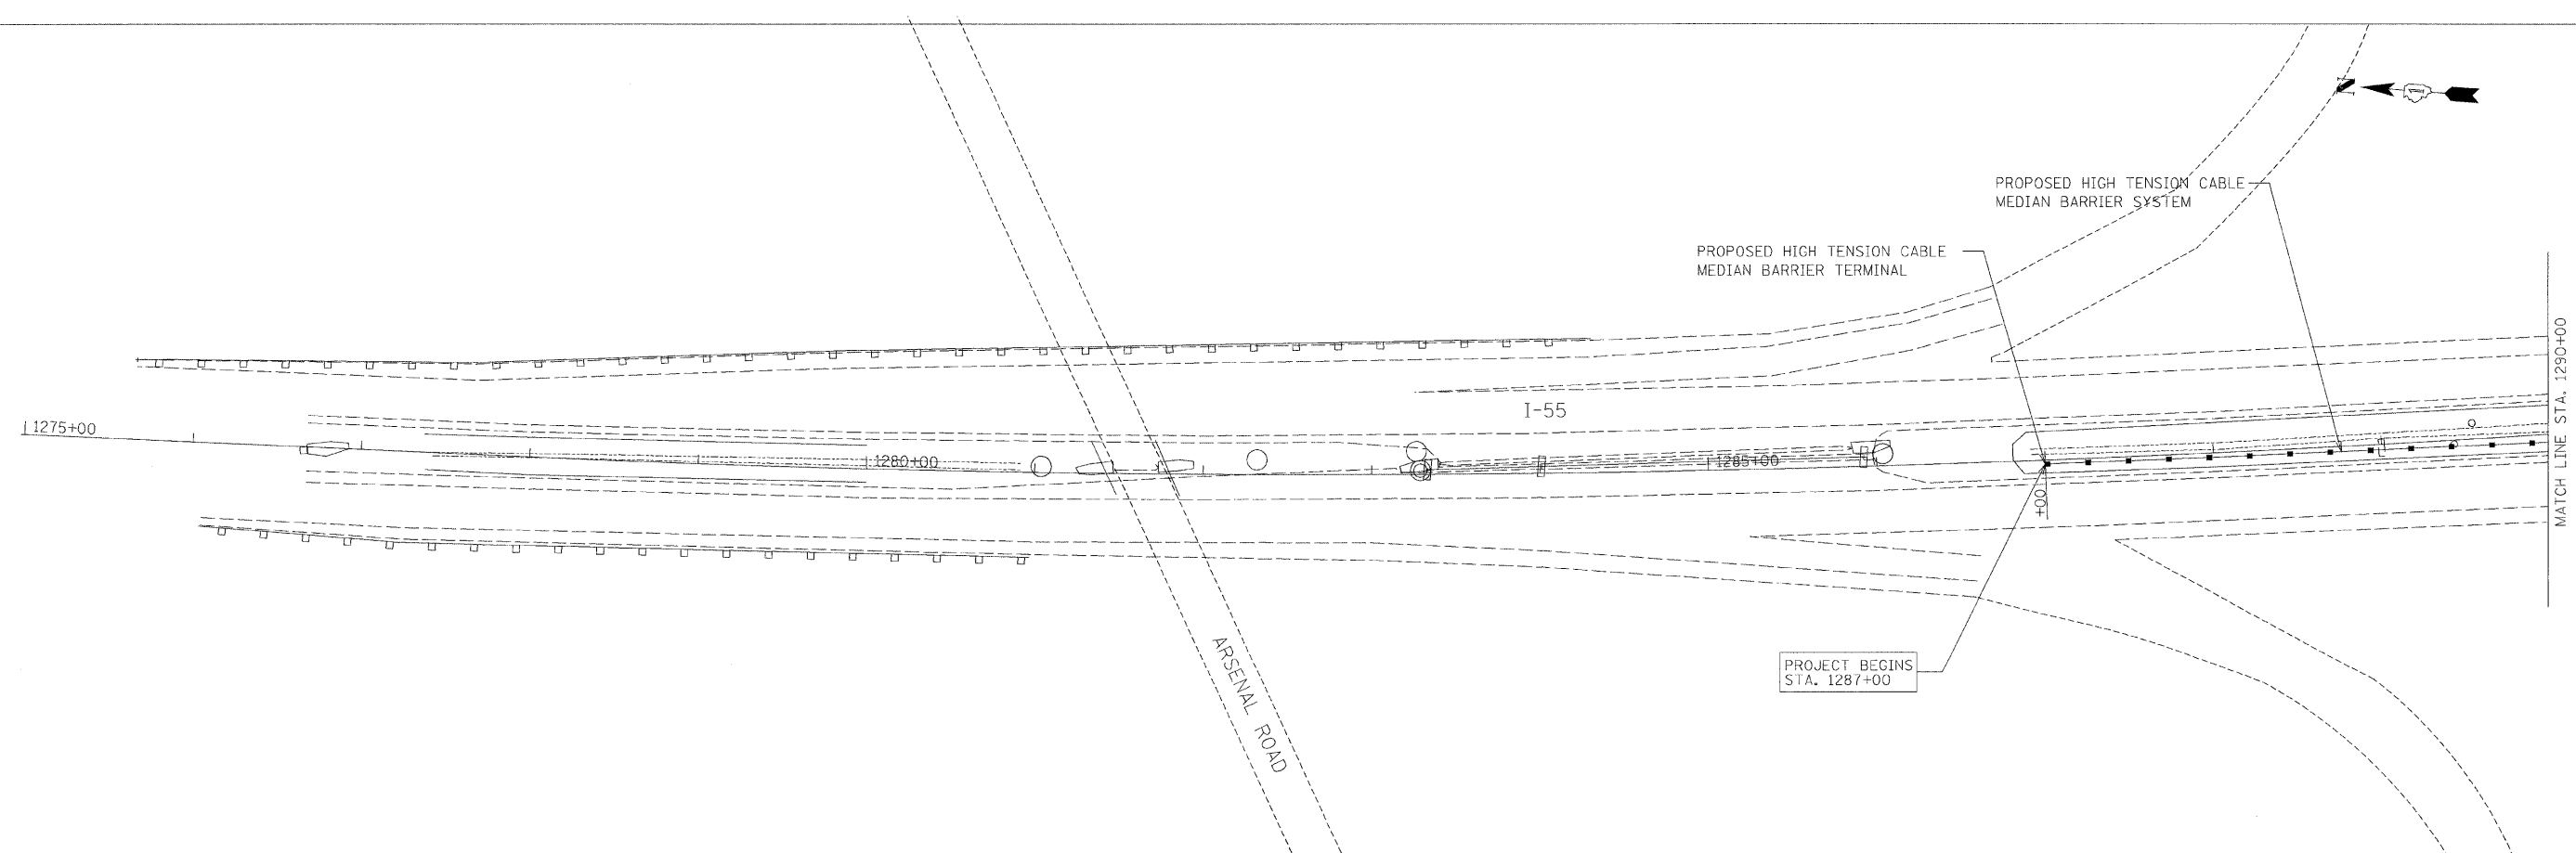 N
PROPOSED HIGH TENSION CABLE
MEDIAN BARRIER SYSTEM
PROPOSED HIGH TENSION CABLE
MEDIAN BARRIER TERMINAL
MATCH LINE STA. 1290+00
I-55
1275+00
1280+00
1285+00
+00
ARSENAL ROAD
PROJECT BEGINS
STA. 1287+00